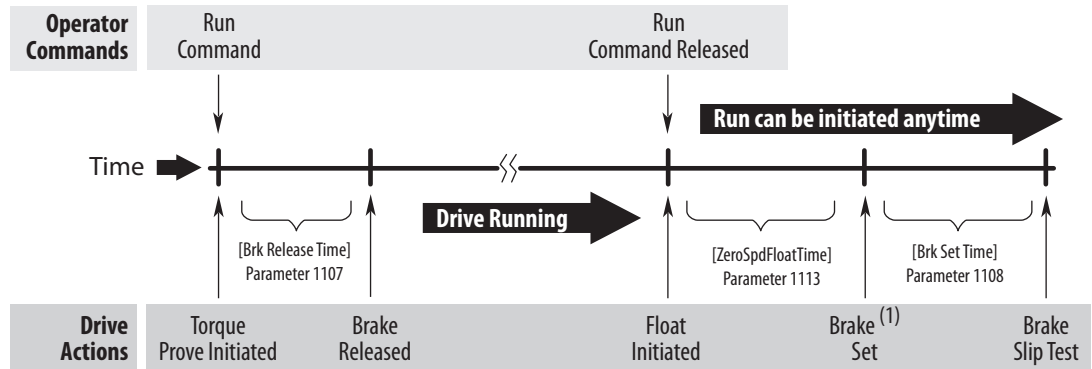 Operator
Commands
Run
Command
Run
Command Released
Run can be initiated anytime
Time
Drive Running
[Brk Release Time]
Parameter 1107
[ZeroSpdFloatTime]
Parameter 1113
[Brk Set Time]
Parameter 1108
Drive
Actions
Torque
Prove Initiated
Brake
Released
Float
Initiated
Brake (1)
Set
Brake
Slip Test